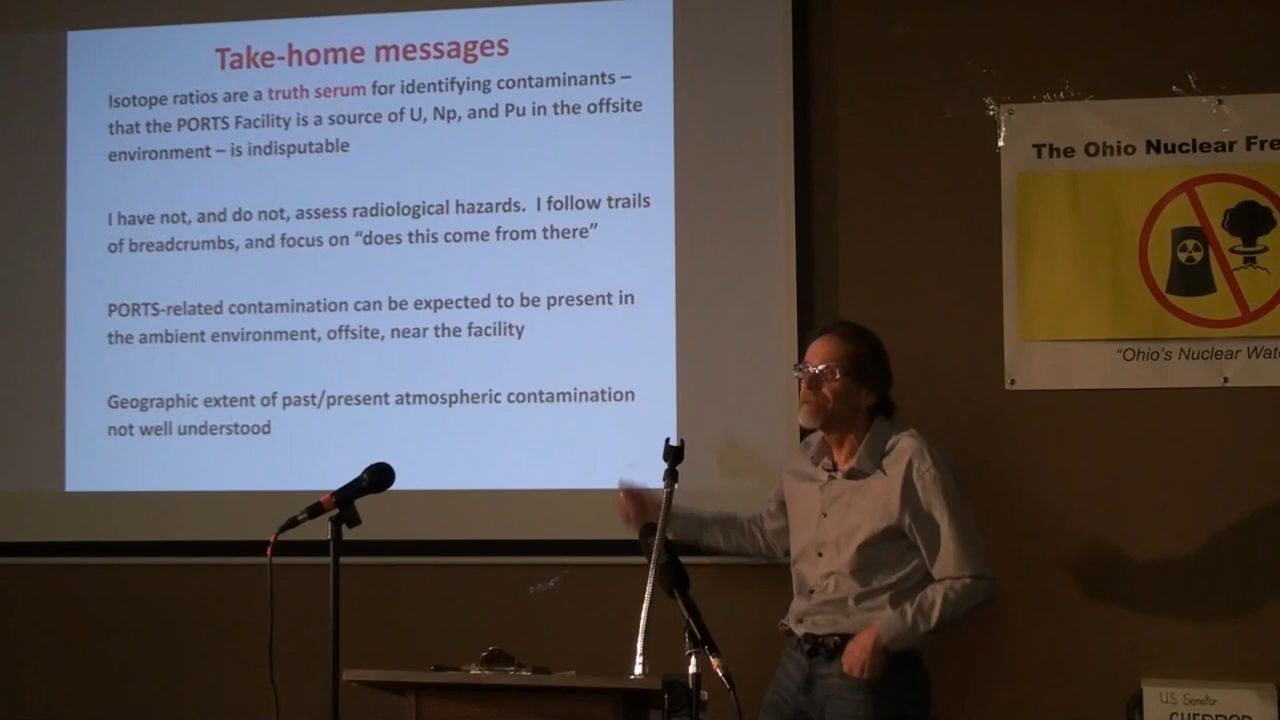 Take-home messages
Isotope ratios are a truth serum for identifying contaminants –
that the PORTS Facility is a source of U, Np, and Pu in the offsite
environment – is indisputable
I have not, and do not, assess radiological hazards. I follow trails
of breadcrumbs, and focus on “does this come from there”
PORTS-related contamination can be expected to be present in
the ambient environment, offsite, near the facility
Geographic extent of past/present atmospheric contamination
not well understood
The Ohio Nuclear Fre
“Ohio's Nuclear Wat
U.S. Senator
SHERROD